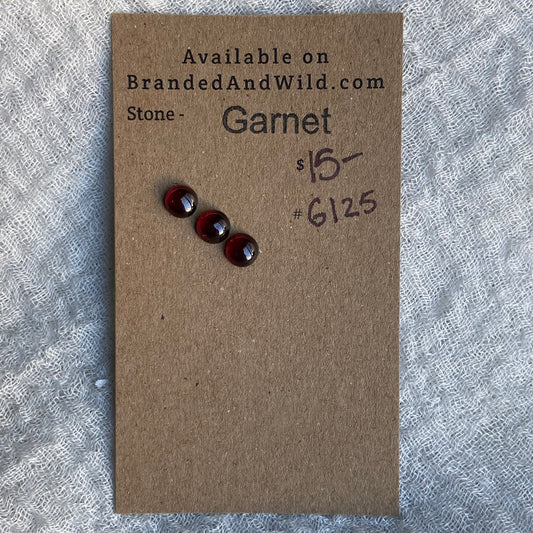 Available on
BrandedAndWild.com
Stone - Garnet
$15-
#6125